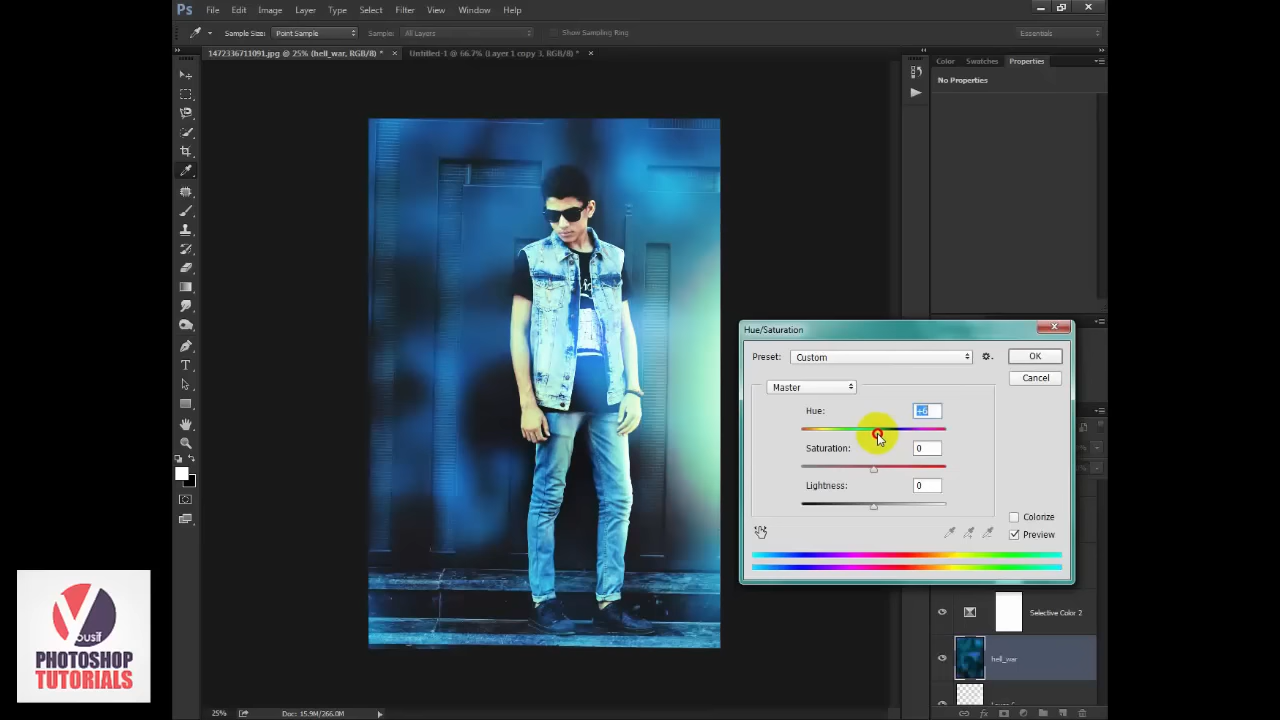 Ps File Edit Image Layer Type Select Filter View Window Help
Sample Size: Point Sample Sample: All Layers Show Sampling Ring Essentials
1472336711091.jpg @ 25% (hell_war, RGB/8) * × Untitled-1 @ 66.7% (Layer 1 copy 3, RGB/8) * ×
Color Swatches Properties
No Properties
Hue/Saturation
Preset: Custom OK
Cancel
Master
Hue: +6
Saturation: 0
Lightness: 0
Colorize
Preview
Selective Color 2
hell_war
25% Doc: 15.9M/266.0M
Yousif
PHOTOSHOP
TUTORIALS